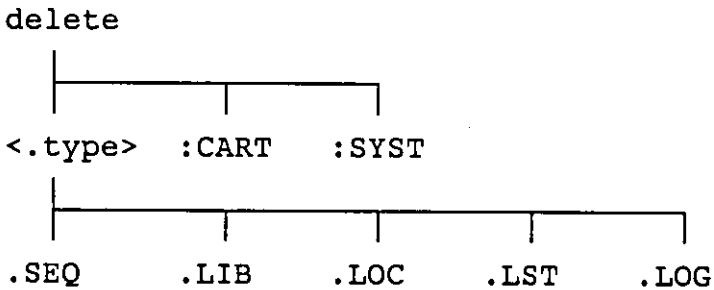 delete
<.type> :CART :SYST
.SEQ .LIB .LOC .LST .LOG